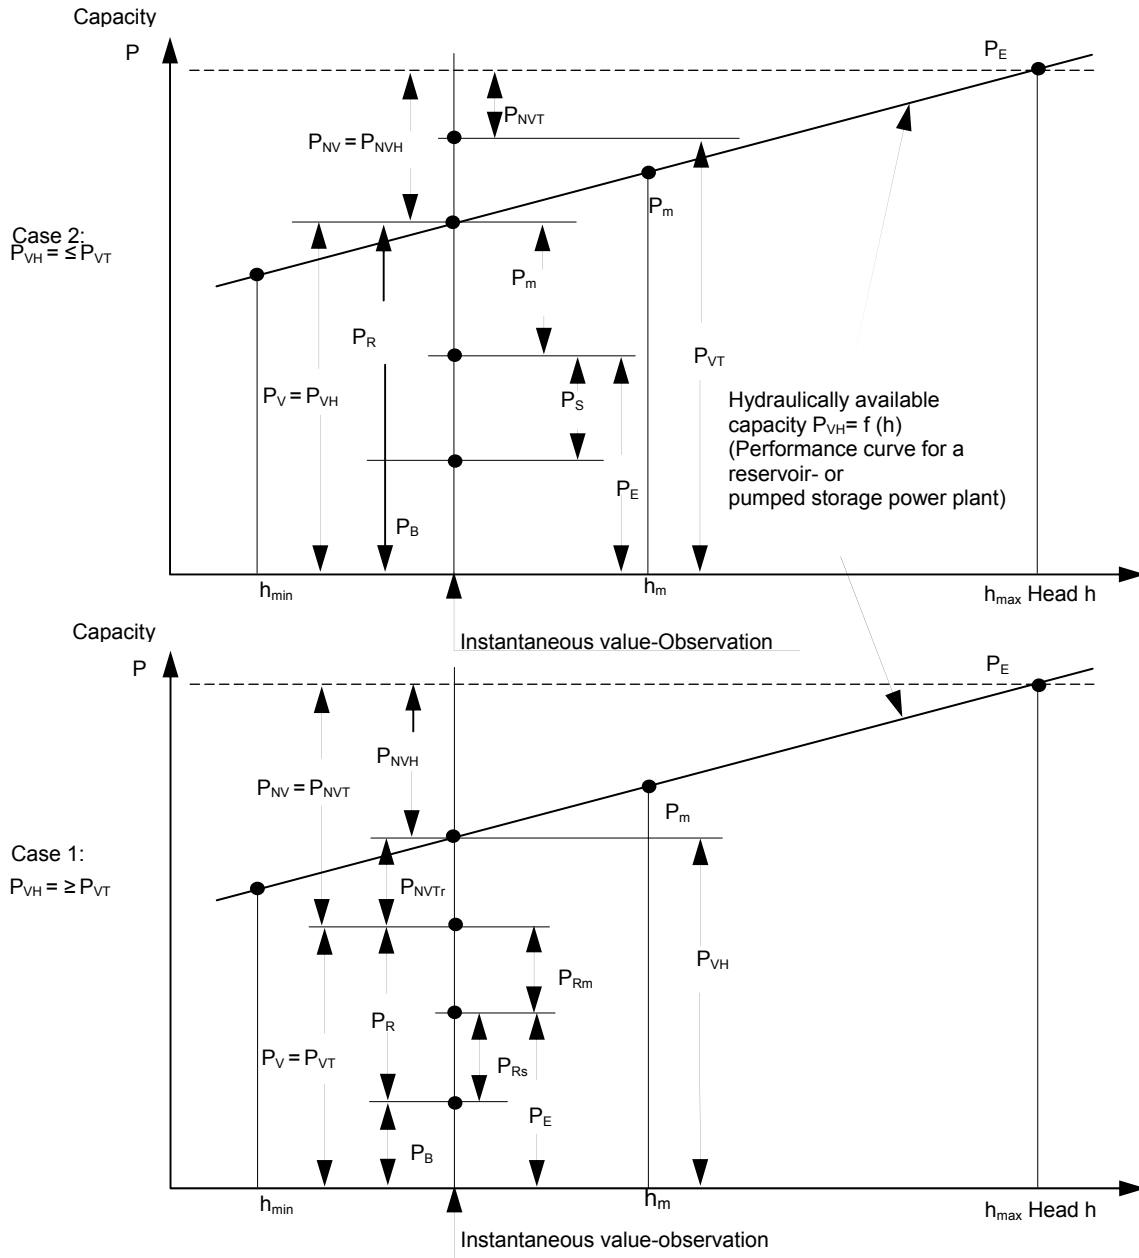 Capacity
P
P_E
P_NVT
P_NV = P_NVH
P_m
Case 2:
P_VH = ≤ P_VT
P_m
P_R
P_VT
P_V = P_VH
P_S
Hydraulically available
capacity P_VH= f (h)
(Performance curve for a
reservoir- or
pumped storage power plant)
P_E
P_B
h_min
h_m
h_max Head h
Capacity
Instantaneous value-Observation
P
P_E
P_NVH
P_NV = P_NVT
P_m
Case 1:
P_VH = ≥ P_VT
P_NVTr
P_VH
P_Rm
P_R
P_V = P_VT
P_Rs
P_E
P_B
h_min
h_m
h_max Head h
Instantaneous value-observation